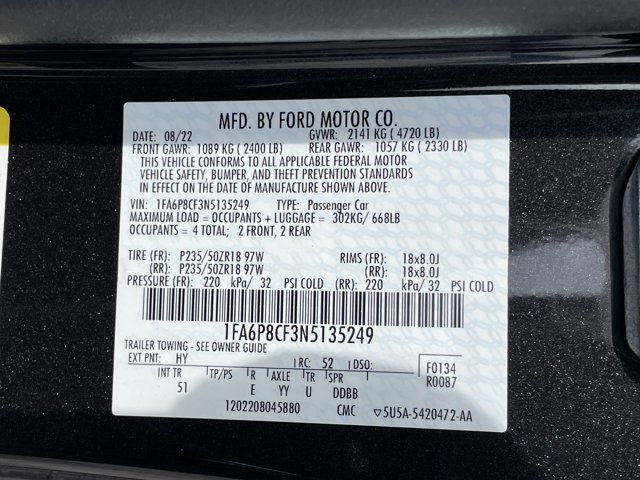 MFD. BY FORD MOTOR CO.
DATE: 08/22 GVWR: 2141 KG ( 4720 LB)
FRONT GAWR: 1089 KG ( 2400 LB) REAR GAWR: 1057 KG ( 2330 LB)
THIS VEHICLE CONFORMS TO ALL APPLICABLE FEDERAL MOTOR
VEHICLE SAFETY, BUMPER, AND THEFT PREVENTION STANDARDS
IN EFFECT ON THE DATE OF MANUFACTURE SHOWN ABOVE.
VIN: 1FA6P8CF3N5135249 TYPE: Passenger Car
MAXIMUM LOAD = OCCUPANTS + LUGGAGE = 302KG/ 668LB
OCCUPANTS = 4 TOTAL; 2 FRONT, 2 REAR
TIRE (FR): P235/50ZR18 97W RIMS (FR): 18x8.0J
(RR): P235/50ZR18 97W (RR): 18x8.0J
PRESSURE (FR): 220 kPa/ 32 PSI COLD (RR): 220 kPa/ 32 PSI COLD
1FA6P8CF3N5135249
TRAILER TOWING - SEE OWNER GUIDE
EXT PNT: HY RC: 52 DSO: F0134
INT TR TP/PS R AXLE TR SPR R0087
51 E YY U DDBB
1202208045880 CMC ▽5U5A-5420472-AA